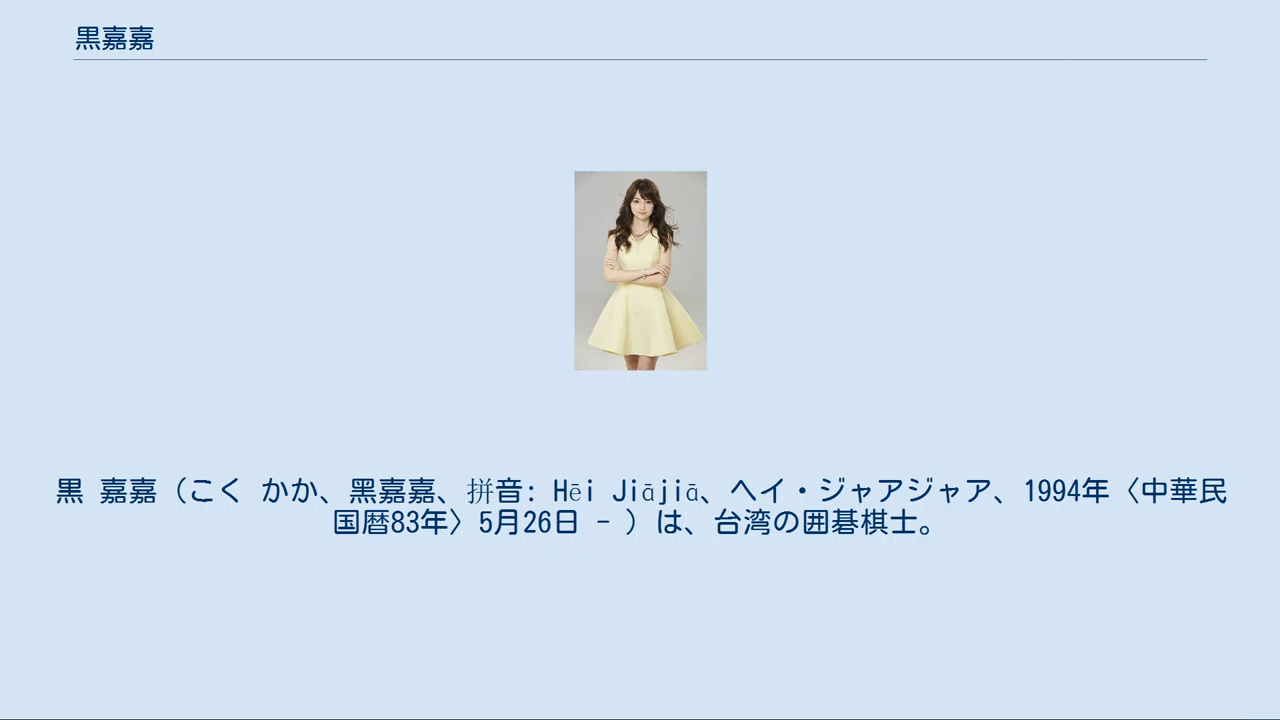 黒嘉嘉
黒 嘉嘉（こく かか、黑嘉嘉、拼音: Hēi Jiājiā、ヘイ・ジャアジャア、1994年〈中華民
国暦83年〉5月26日 - ）は、台湾の囲碁棋士。